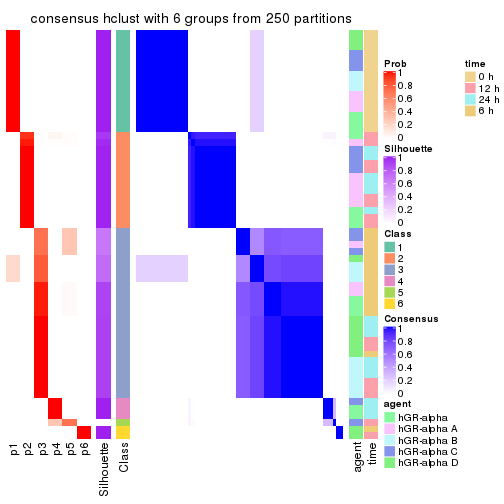 consensus hclust with 6 groups from 250 partitions
Prob
1
0.8
0.6
0.4
0.2
0
Silhouette
1
0.8
0.6
0.4
0.2
0
Class
1
2
3
4
5
6
Consensus
1
0.8
0.6
0.4
0.2
0
agent
hGR-alpha
hGR-alpha A
hGR-alpha B
hGR-alpha C
hGR-alpha D
time
0 h
12 h
24 h
6 h
p1
p2
p3
p4
p5
p6
Silhouette
Class
agent
time